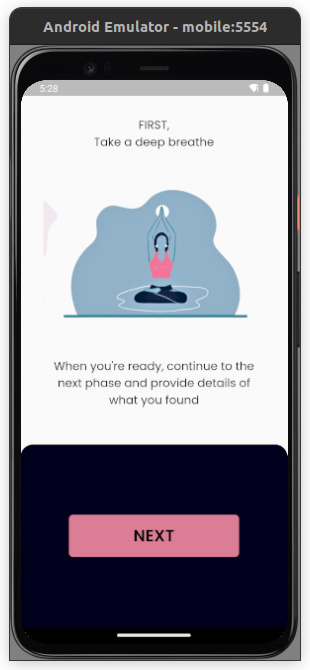 Android Emulator - mobile:5554
5:28
FIRST,
Take a deep breathe
When you're ready, continue to the
next phase and provide details of
what you found
NEXT